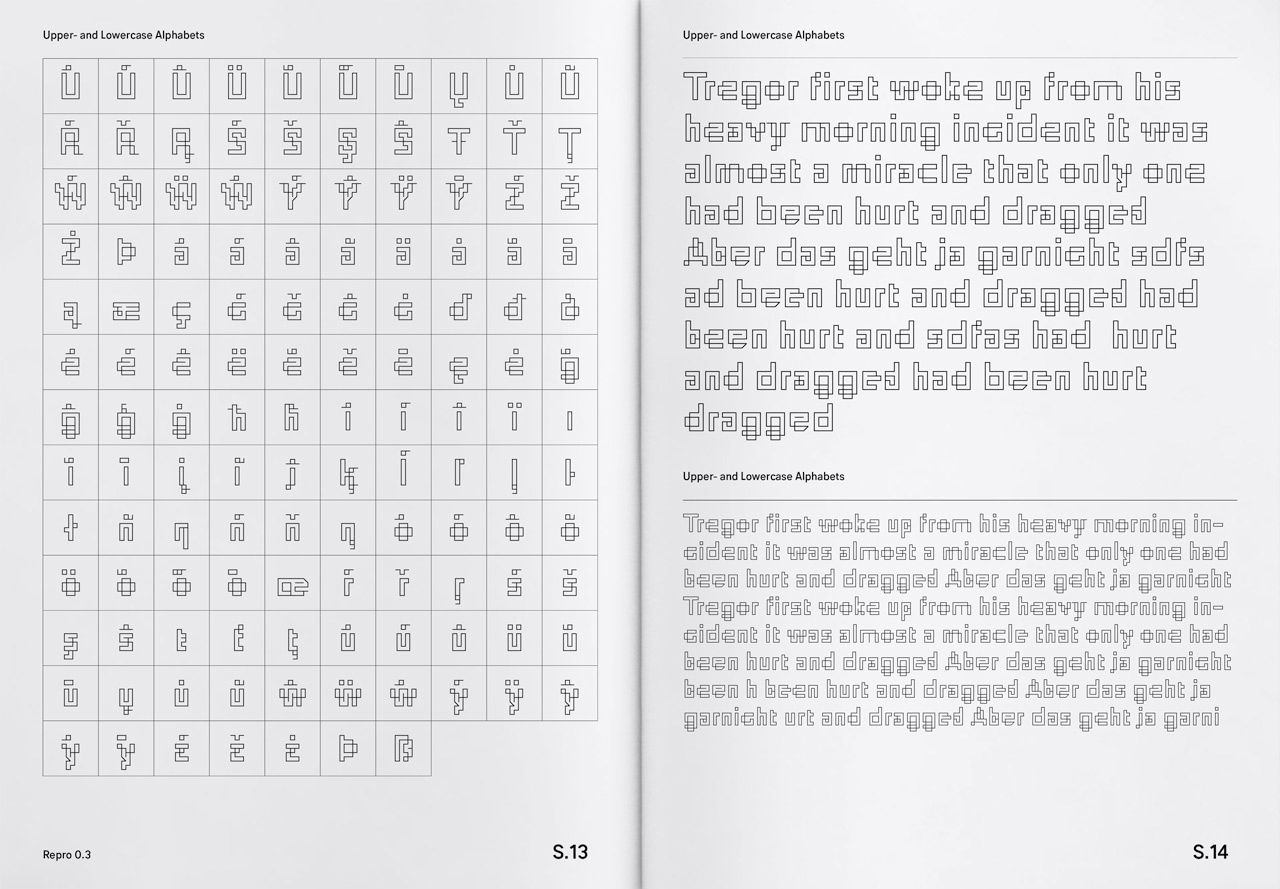 Upper- and Lowercase Alphabets
Ú Û Ü
Ś Š Ş Ŝ Ŧ Ť Ţ
Ŵ Ẅ Ý Ŷ Ÿ Ź Ž
Ż Þ à á â ä
ą æ ç ć č ĉ ċ ď đ ð
è é ê ë ĕ ě ē ę ė ğ
ĝ ģ ġ ħ í î ï ı
ĭ ī į ĩ ĵ ķ ĺ ļ ŀ
ł ñ ŋ ń ň ņ ò ó ô õ
ö ŏ ő ō œ ŕ ř ŗ ś š
ş ŝ ţ ù ú û ü ŭ
ų ŵ ẅ ý ÿ ŷ
ź ž ż þ ß
Repro 0.3
S.13
Upper- and Lowercase Alphabets
Tregor first woke up from his
heavy morning incident it was
almost a miracle that only one
had been hurt and dragged
Aber das geht ja garnicht sdfs
ad been hurt and dragged had
been hurt and sdfas had hurt
and dragged had been hurt
dragged
Upper- and Lowercase Alphabets
Tregor first woke up from his heavy morning in-
cident it was almost a miracle that only one had
been hurt and dragged Aber das geht ja garnicht
Tregor first woke up from his heavy morning in-
cident it was almost a miracle that only one had
been hurt and dragged Aber das geht ja garnicht
been h been hurt and dragged Aber das geht ja
garnicht urt and dragged Aber das geht ja garni
S.14